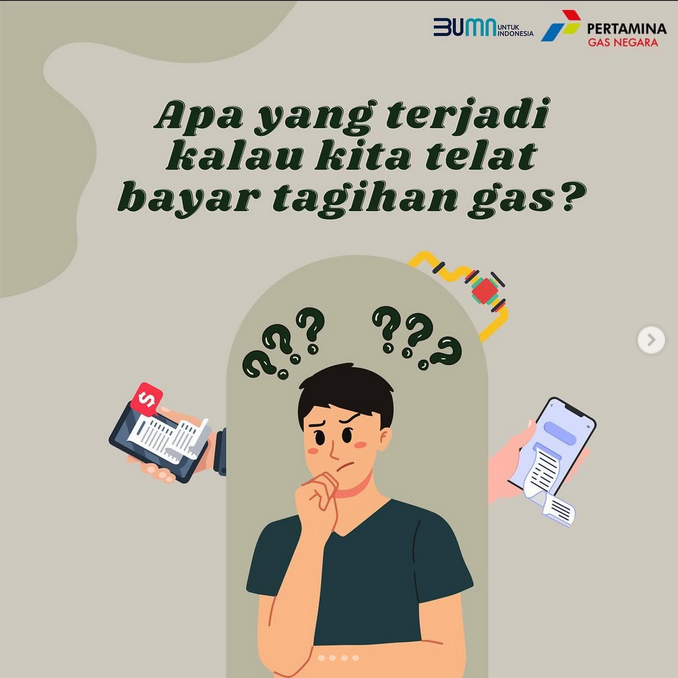 BUMN UNTUK INDONESIA
PERTAMINA
GAS NEGARA
Apa yang terjadi
kalau kita telat
bayar tagihan gas?
???
???
$